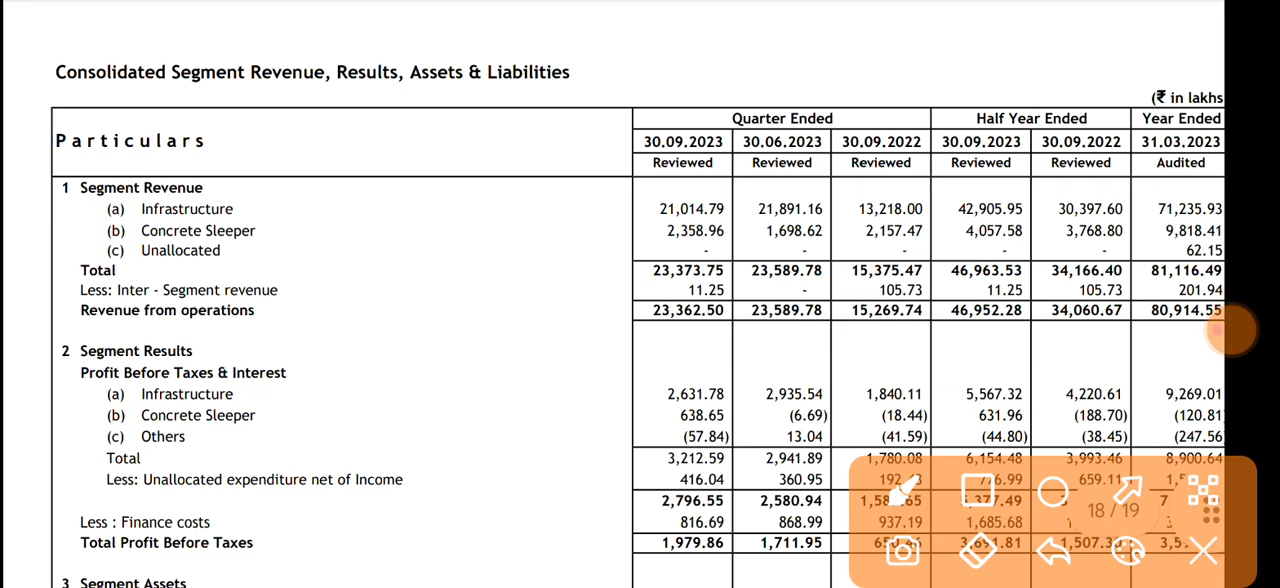 Consolidated Segment Revenue, Results, Assets & Liabilities
(₹ in lakhs
Particulars Quarter Ended Half Year Ended Year Ended
30.09.2023 30.06.2023 30.09.2022 30.09.2023 30.09.2022 31.03.2023
Reviewed Reviewed Reviewed Reviewed Reviewed Audited
1 Segment Revenue
(a) Infrastructure 21,014.79 21,891.16 13,218.00 42,905.95 30,397.60 71,235.93
(b) Concrete Sleeper 2,358.96 1,698.62 2,157.47 4,057.58 3,768.80 9,818.41
(c) Unallocated - - - - - 62.15
Total 23,373.75 23,589.78 15,375.47 46,963.53 34,166.40 81,116.49
Less: Inter - Segment revenue 11.25 - 105.73 11.25 105.73 201.94
Revenue from operations 23,362.50 23,589.78 15,269.74 46,952.28 34,060.67 80,914.55
2 Segment Results
Profit Before Taxes & Interest
(a) Infrastructure 2,631.78 2,935.54 1,840.11 5,567.32 4,220.61 9,269.01
(b) Concrete Sleeper 638.65 (6.69) (18.44) 631.96 (188.70) (120.81
(c) Others (57.84) 13.04 (41.59) (44.80) (38.45) (247.56
Total 3,212.59 2,941.89 1,780.08 6,154.48 3,993.46 8,900.64
Less: Unallocated expenditure net of Income 416.04 360.95 776.99 659.11
2,796.55 2,580.94 5,377.49
18 / 19
Less : Finance costs 816.69 868.99 937.19 1,685.68
Total Profit Before Taxes 1,979.86 1,711.95 3,691.81
3 Segment Assets